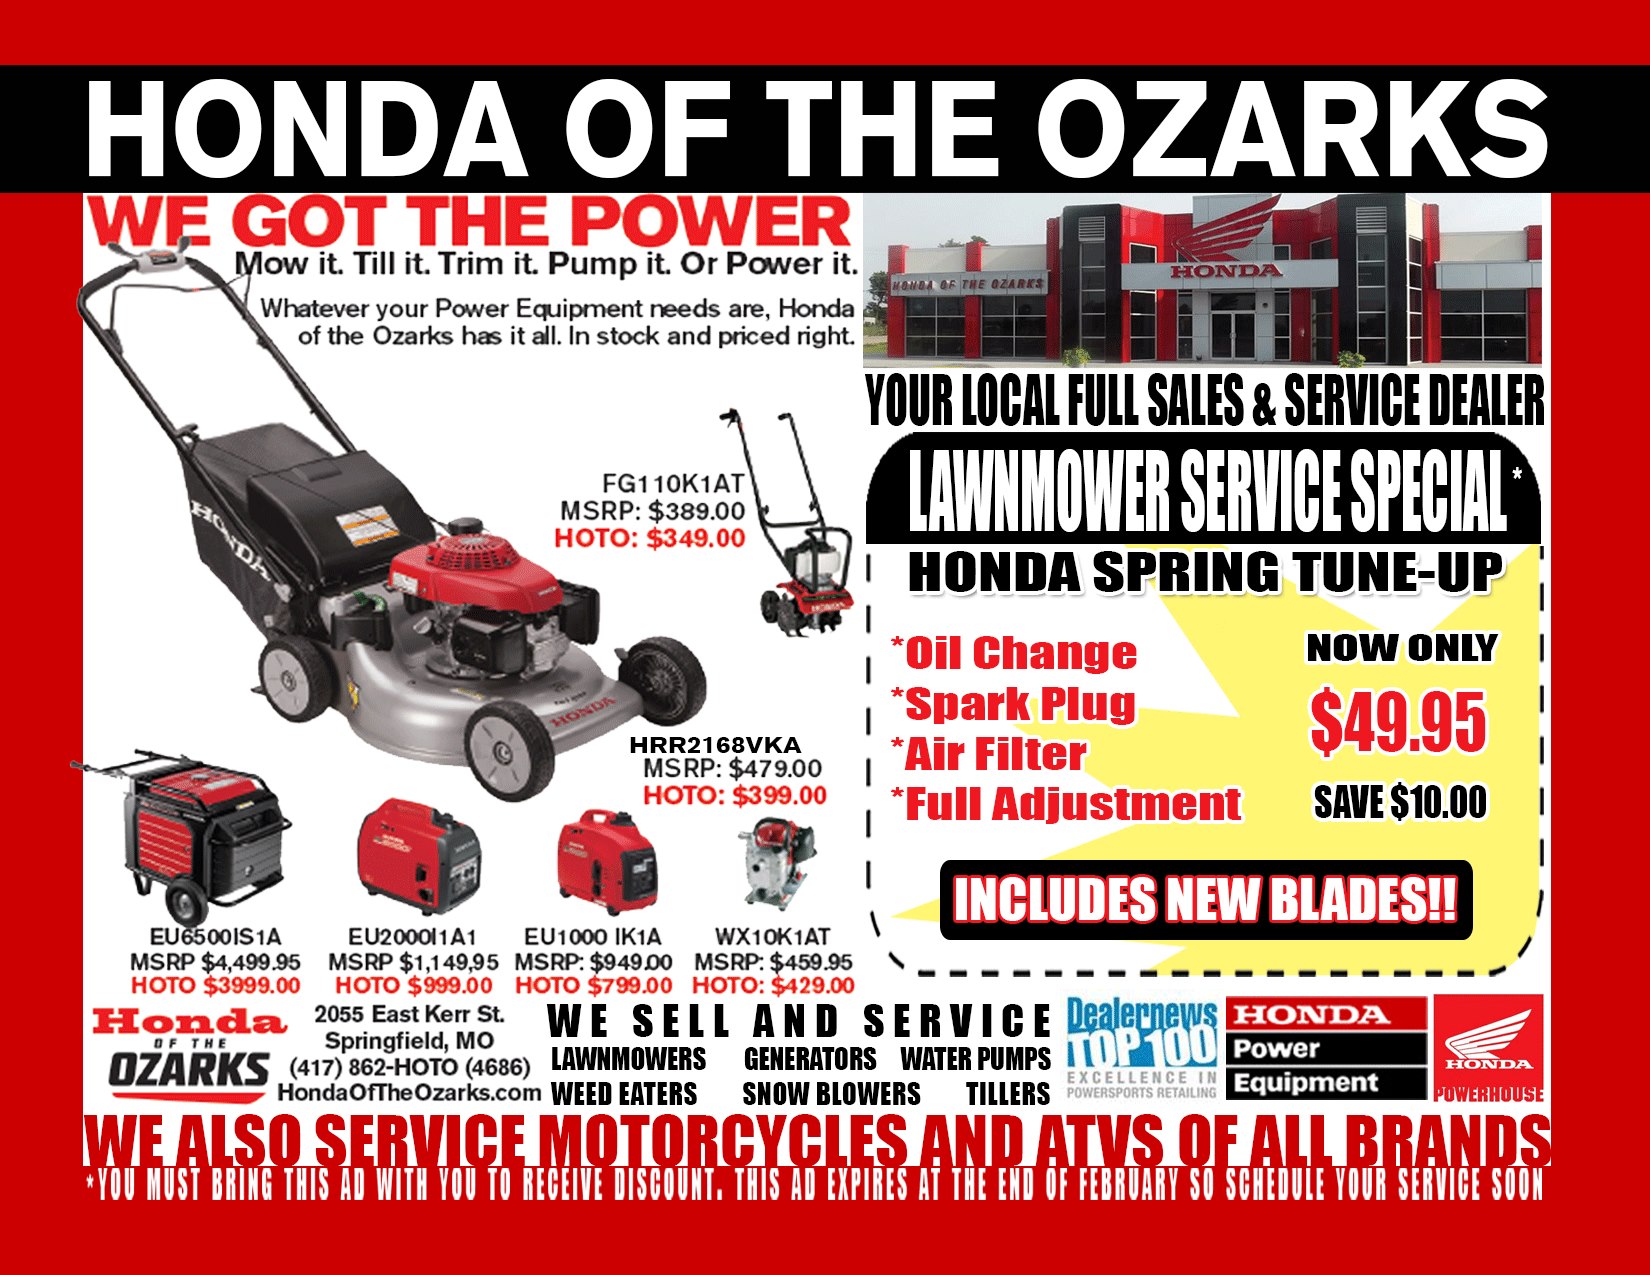 HONDA OF THE OZARKS
WE GOT THE POWER
Mow it. Till it. Trim it. Pump it. Or Power it.
Whatever your Power Equipment needs are, Honda
of the Ozarks has it all. In stock and priced right.
HONDA
HONDA OF THE OZARKS
YOUR LOCAL FULL SALES & SERVICE DEALER
LAWNMOWER SERVICE SPECIAL*
HONDA SPRING TUNE-UP
*Oil Change
*Spark Plug
*Air Filter
*Full Adjustment
NOW ONLY
$49.95
SAVE $10.00
INCLUDES NEW BLADES!!
FG110K1AT
MSRP: $389.00
HOTO: $349.00
HONDA
HONDA
HONDA
HRR2168VKA
MSRP: $479.00
HOTO: $399.00
EU6500IS1A
MSRP $4,499.95
HOTO $3999.00
EU2000I1A1
MSRP $1,149,95
HOTO $999.00
EU1000 IK1A
MSRP: $949.00
HOTO $799.00
WX10K1AT
MSRP: $459.95
HOTO: $429.00
Honda
OF THE
OZARKS
2055 East Kerr St.
Springfield, MO
(417) 862-HOTO (4686)
HondaOfTheOzarks.com
WE SELL AND SERVICE
LAWNMOWERS GENERATORS WATER PUMPS
WEED EATERS SNOW BLOWERS TILLERS
Dealernews
TOP 100
EXCELLENCE IN
POWERSPORTS RETAILING
HONDA
Power
Equipment
HONDA
POWERHOUSE
WE ALSO SERVICE MOTORCYCLES AND ATVS OF ALL BRANDS
*YOU MUST BRING THIS AD WITH YOU TO RECEIVE DISCOUNT. THIS AD EXPIRES AT THE END OF FEBRUARY SO SCHEDULE YOUR SERVICE SOON